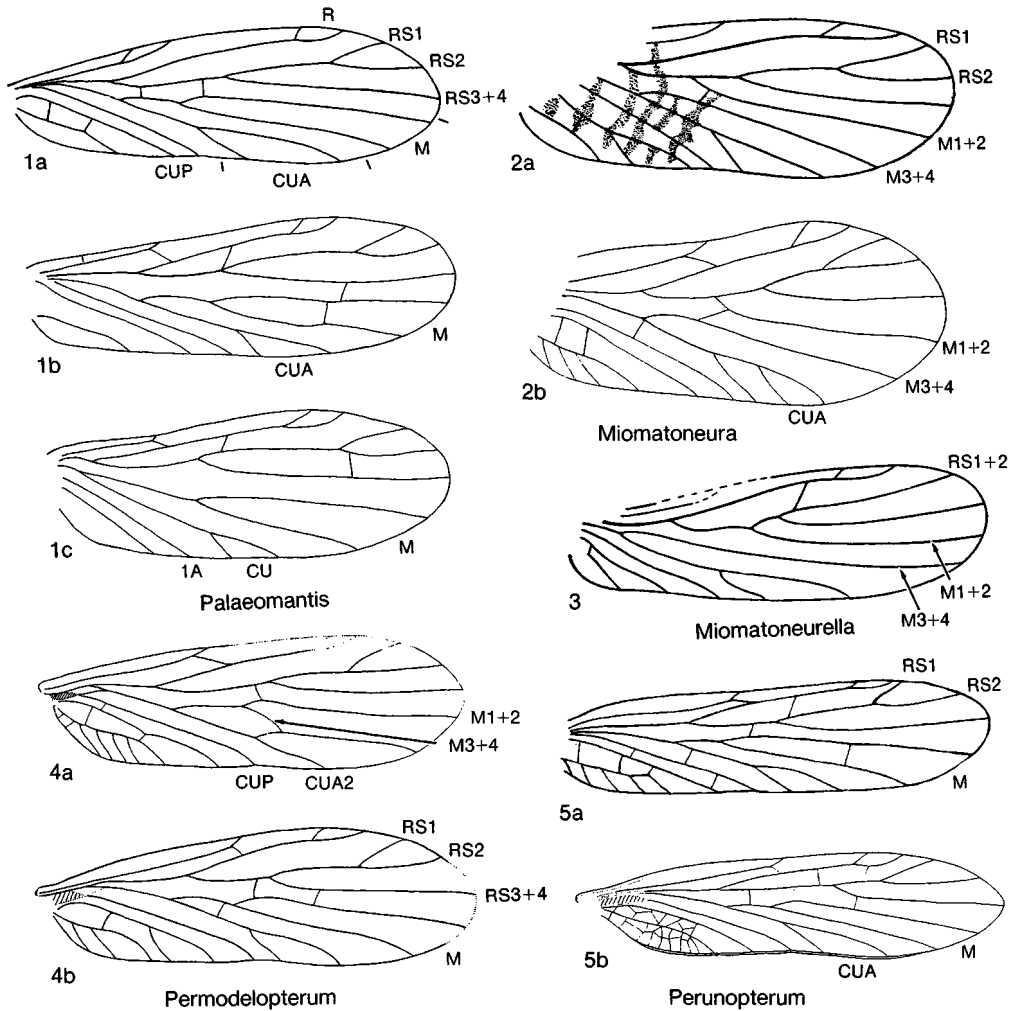 R
RS1
RS2
RS3+4
M
CUA
CUP
1a
RS1
RS2
M1+2
M3+4
2a
1b
CUA
M
M1+2
M3+4
CUA
2b
Miomatoneura
1c
1A
CU
M
Palaeomantis
RS1+2
M1+2
M3+4
3
Miomatoneurella
M1+2
M3+4
CUP
CUA2
4a
RS1
RS2
M
5a
RS1
RS2
RS3+4
M
4b
Permodelopterum
5b
CUA
M
Perunopterum